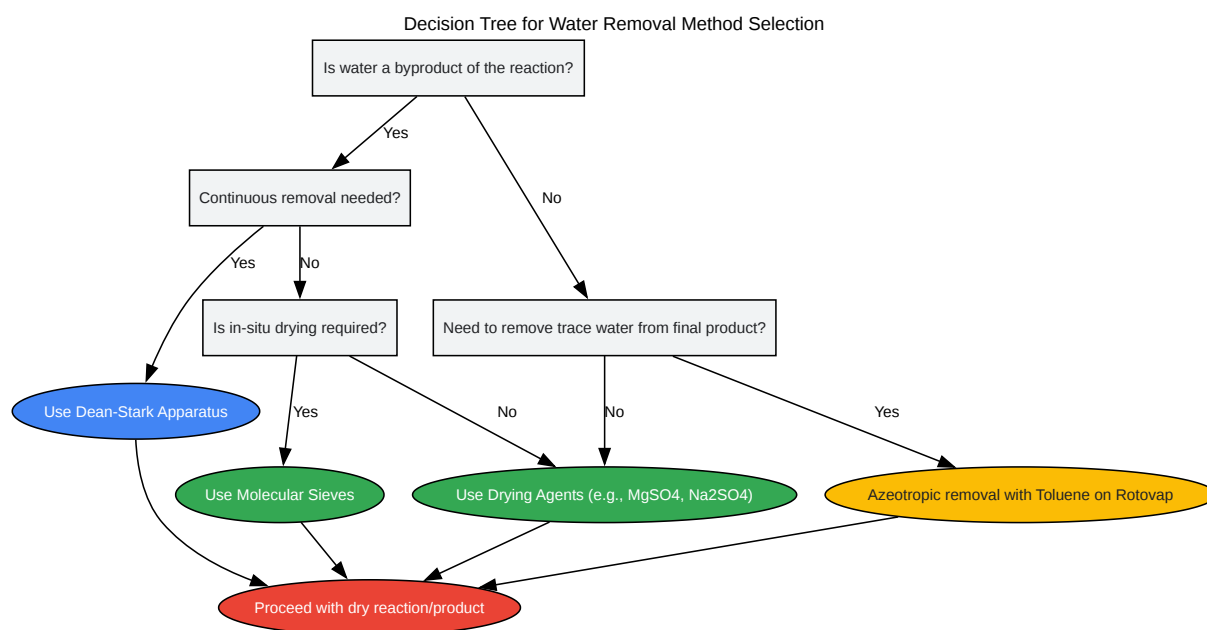 Decision Tree for Water Removal Method Selection
Is water a byproduct of the reaction?
Yes
No
Continuous removal needed?
Yes
No
Is in-situ drying required?
Need to remove trace water from final product?
Yes
No
No
Yes
Use Dean-Stark Apparatus
Use Molecular Sieves
Use Drying Agents (e.g., MgSO4, Na2SO4)
Azeotropic removal with Toluene on Rotovap
Proceed with dry reaction/product